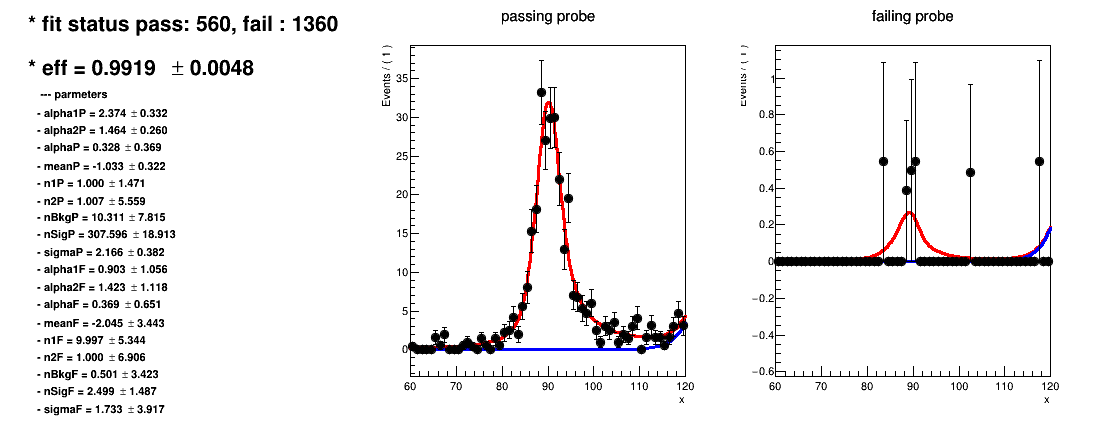 * fit status pass: 560, fail : 1360
* eff = 0.9919 ± 0.0048
--- parmeters
- alpha1P = 2.374 ± 0.332
- alpha2P = 1.464 ± 0.260
- alphaP = 0.328 ± 0.369
- meanP = -1.033 ± 0.322
- n1P = 1.000 ± 1.471
- n2P = 1.007 ± 5.559
- nBkgP = 10.311 ± 7.815
- nSigP = 307.596 ± 18.913
- sigmaP = 2.166 ± 0.382
- alpha1F = 0.903 ± 1.056
- alpha2F = 1.423 ± 1.118
- alphaF = 0.369 ± 0.651
- meanF = -2.045 ± 3.443
- n1F = 9.997 ± 5.344
- n2F = 1.000 ± 6.906
- nBkgF = 0.501 ± 3.423
- nSigF = 2.499 ± 1.487
- sigmaF = 1.733 ± 3.917
passing probe
Events / ( 1 )
35
30
25
20
15
10
5
0
60 70 80 90 100 110 120
x
failing probe
Events / ( 1 )
1
0.8
0.6
0.4
0.2
0
−0.2
−0.4
−0.6
60 70 80 90 100 110 120
x